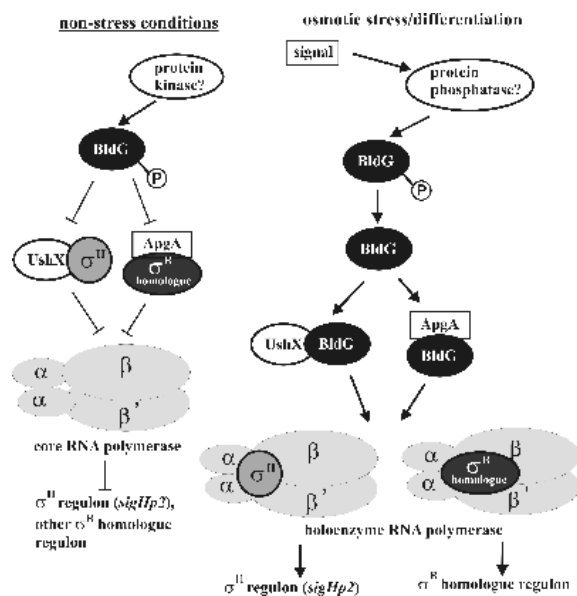 non-stress conditions
protein
kinase?
BldG
P
UshX
σH
ApgA
σB
homologue
α
β
α
β'
core RNA polymerase
σH regulon (sigHp2),
other σB homologue
regulon
osmotic stress/differentiation
signal
protein
phosphatase?
BldG
P
BldG
UshX BldG
ApgA
BldG
α
β
σH
α
β'
α
β
σB
homologue
α
β'
holoenzyme RNA polymerase
σH regulon (sigHp2)
σB homologue regulon